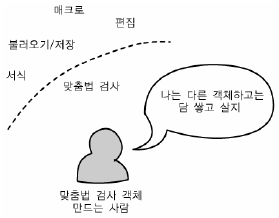 매크로
편집
불러오기/저장
서식
맞춤법 검사
나는 다른 객체하고는
담 쌓고 살지
맞춤법 검사 객체
만드는 사람